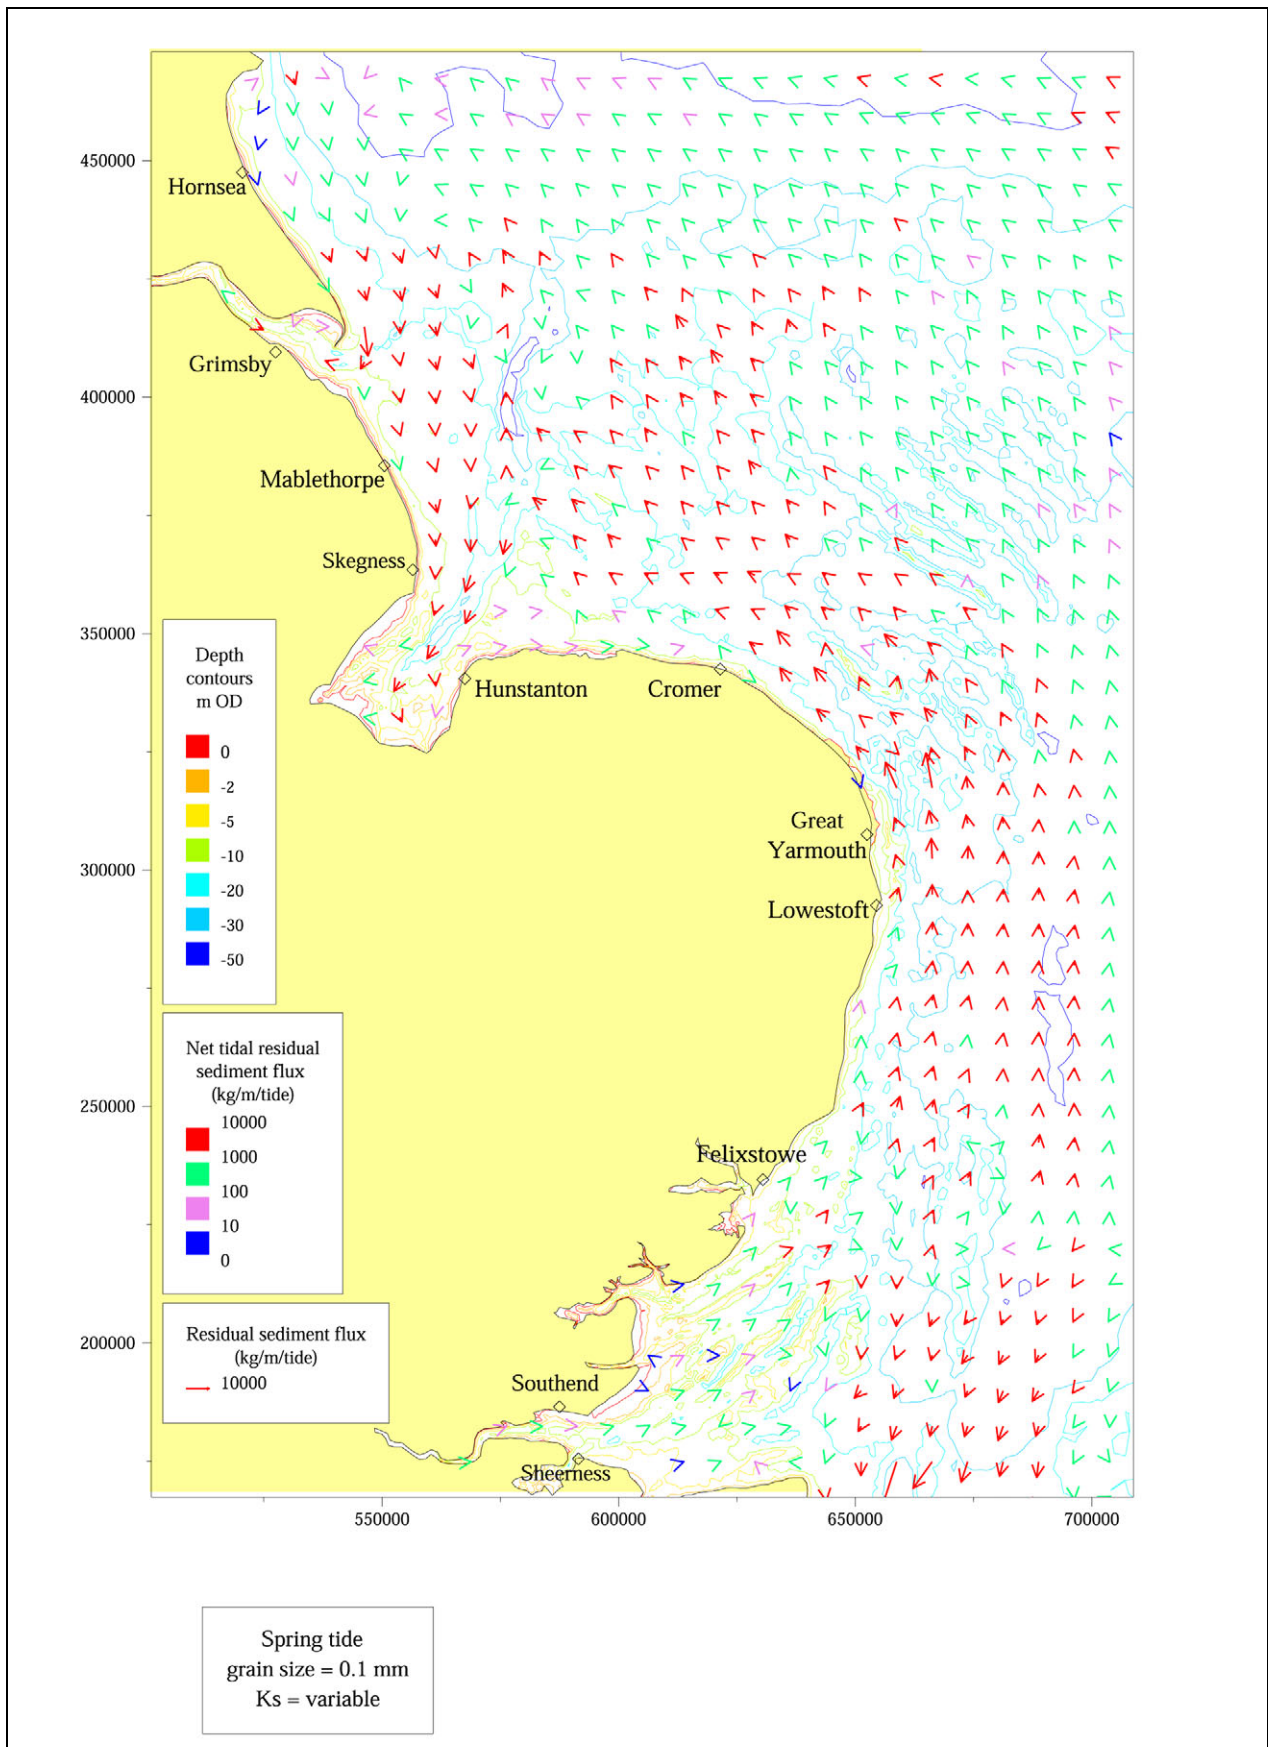 450000
Hornsea
Grimsby
400000
Mablethorpe
Skegness
350000
Depth
contours
m OD
0
-2
-5
-10
-20
-30
-50
Hunstanton
Cromer
Great
Yarmouth
300000
Lowestoft
Net tidal residual
sediment flux
(kg/m/tide)
10000
1000
100
10
0
250000
Felixstowe
Residual sediment flux
(kg/m/tide)
10000
200000
Southend
Sheerness
550000
600000
650000
700000
Spring tide
grain size = 0.1 mm
Ks = variable